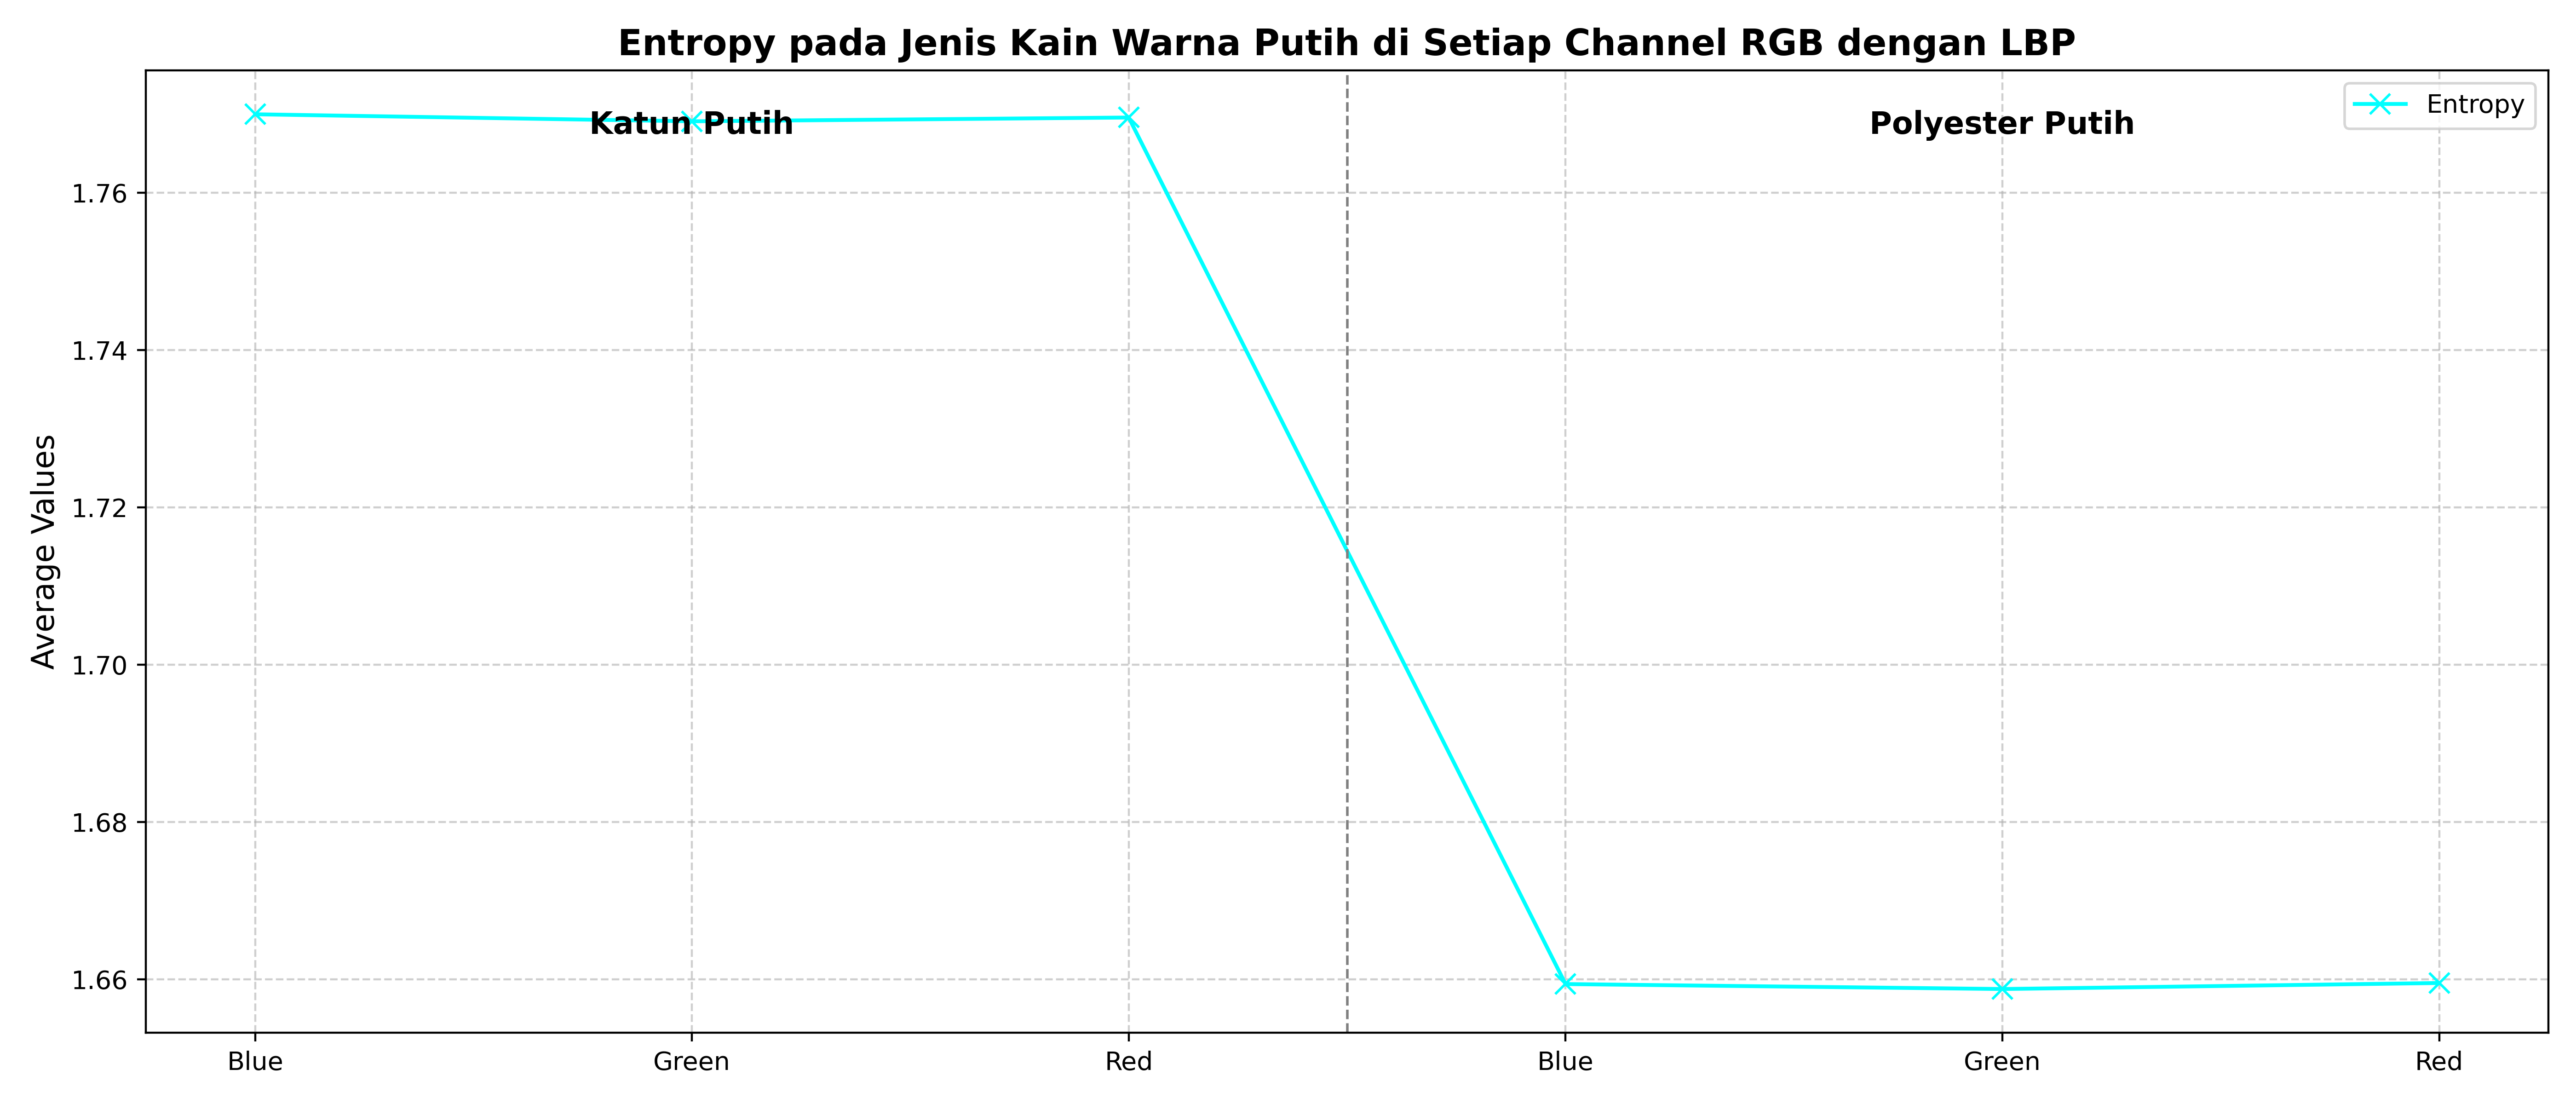 Entropy pada Jenis Kain Warna Putih di Setiap Channel RGB dengan LBP
Katun Putih
Polyester Putih
Entropy
Average Values
1.76
1.74
1.72
1.70
1.68
1.66
Blue
Green
Red
Blue
Green
Red